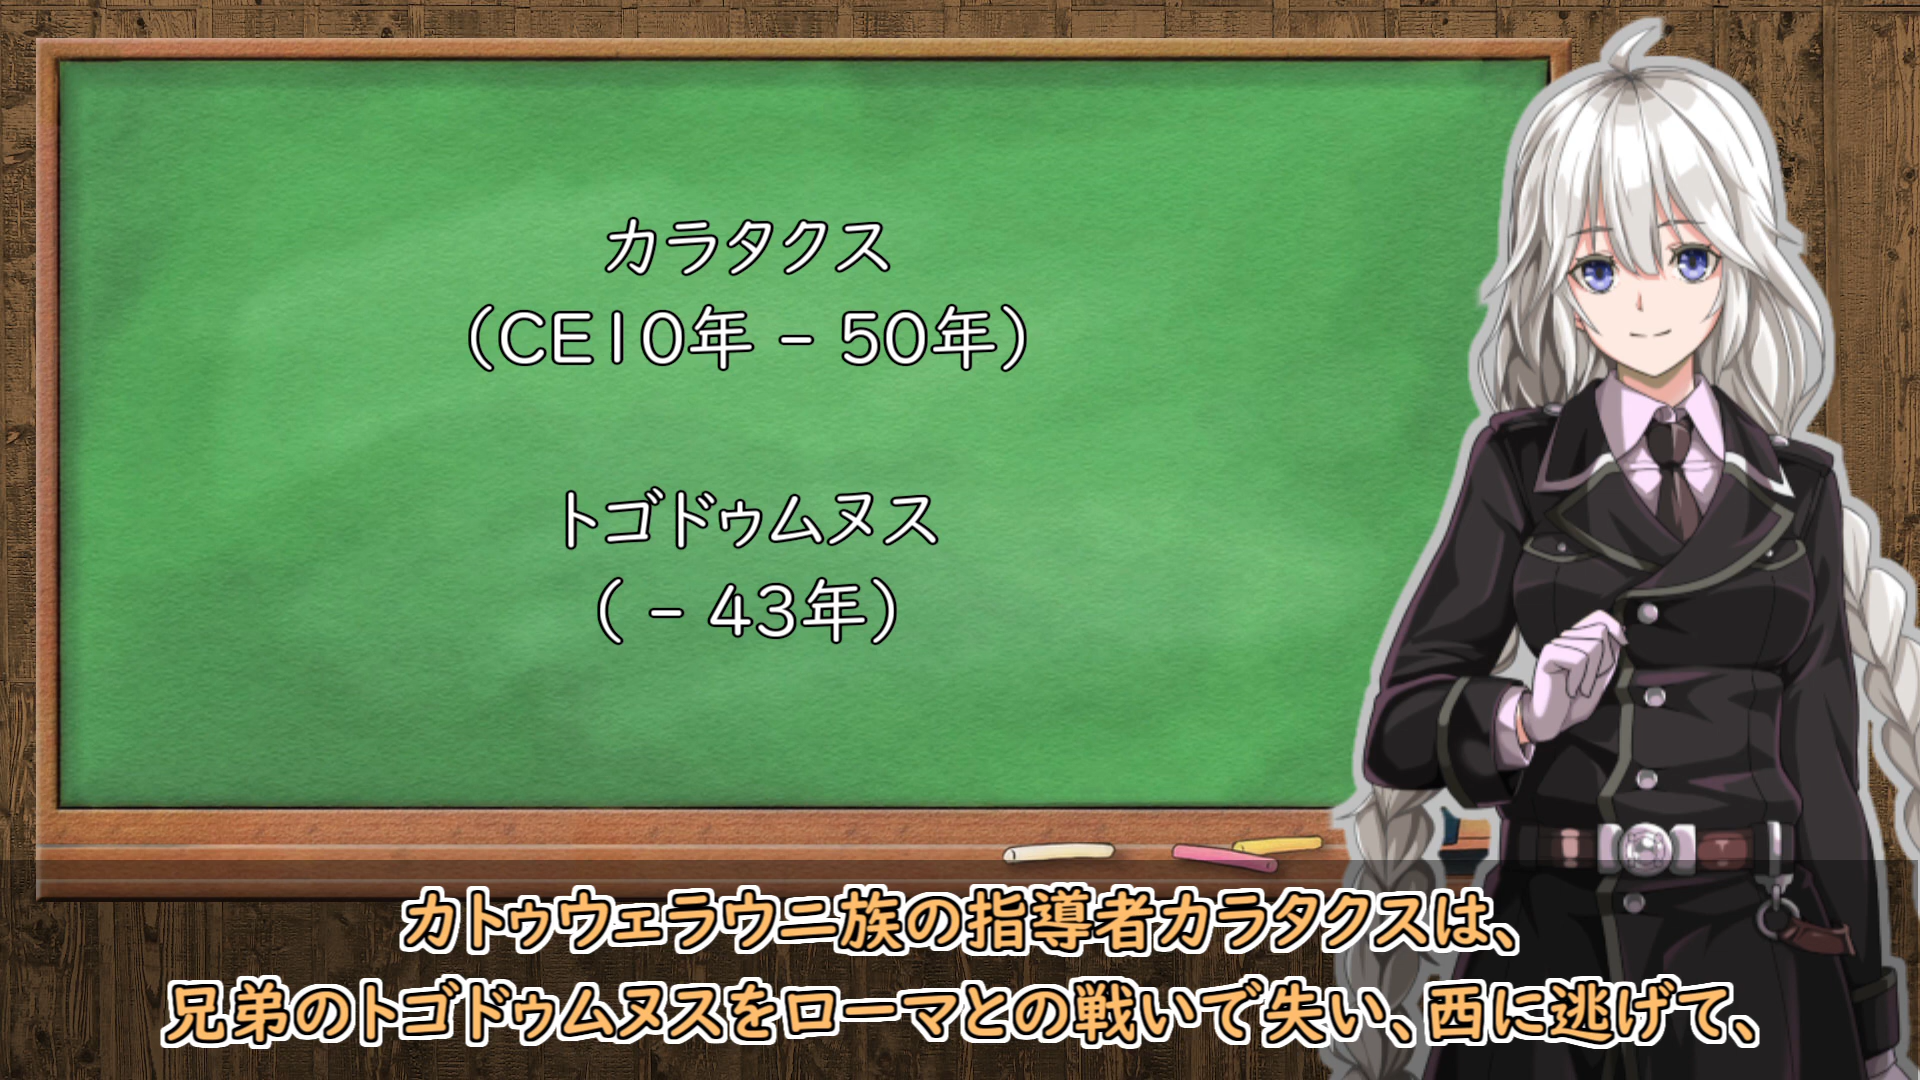 カラタクス
（CE10年 - 50年）
トゴドゥムヌス
（ - 43年）
カトゥウェラウニ族の指導者カラタクスは、
兄弟のトゴドゥムヌスをローマとの戦いで失い、西に逃げて、